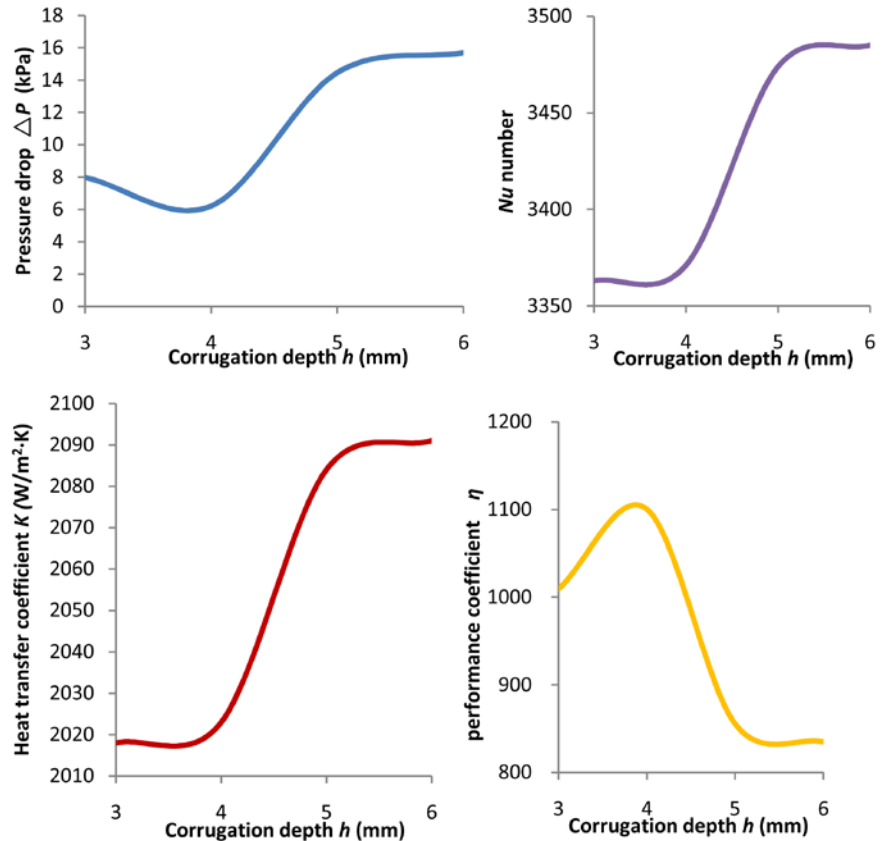 Pressure drop △P (kPa)
18
16
14
12
10
8
6
4
2
0
3 4 5 6
Corrugation depth h (mm)
Nu number
3500
3450
3400
3350
3 4 5 6
Corrugation depth h (mm)
Heat transfer coefficient K (W/m²·K)
2100
2090
2080
2070
2060
2050
2040
2030
2020
2010
3 4 5 6
Corrugation depth h (mm)
performance coefficient η
1200
1100
1000
900
800
3 4 5 6
Corrugation depth h (mm)